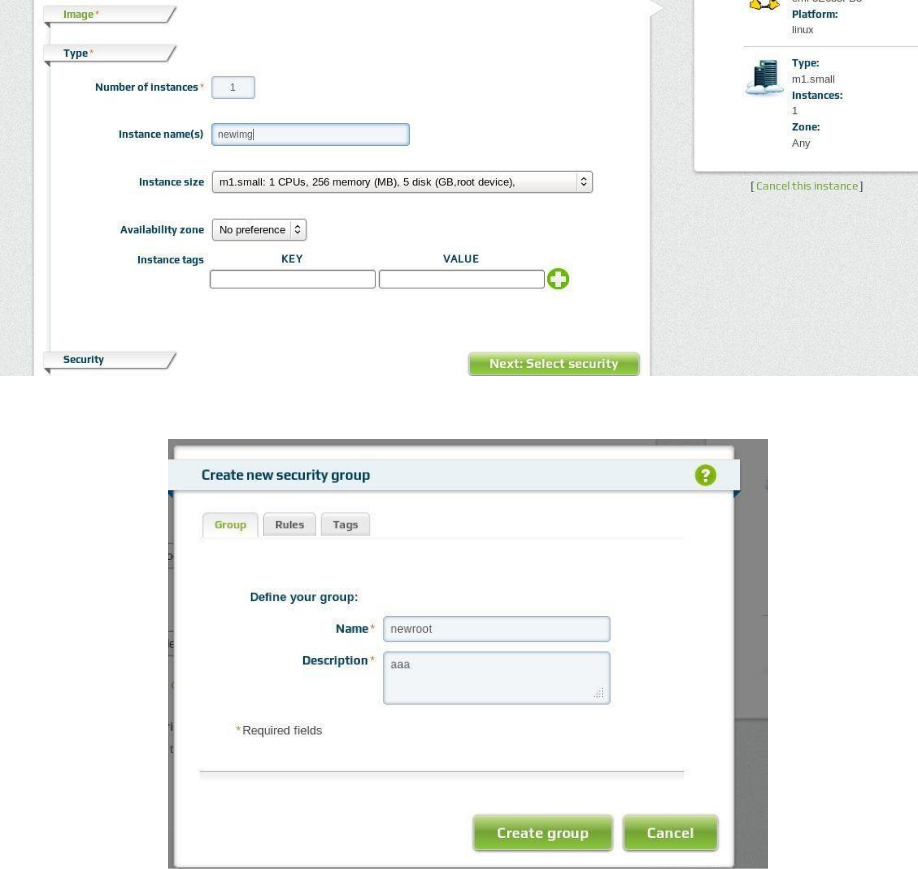 Image*
Type*
Number of instances* 1
Instance name(s) newimg
Instance size m1.small: 1 CPUs, 256 memory (MB), 5 disk (GB,root device),
Availability zone No preference
Instance tags KEY VALUE
Security
Next: Select security
Platform:
linux
Type:
m1.small
Instances:
1
Zone:
Any
[ Cancel this instance ]
Create new security group ?
Group Rules Tags
Define your group:
Name* newroot
Description* aaa
*Required fields
Create group Cancel